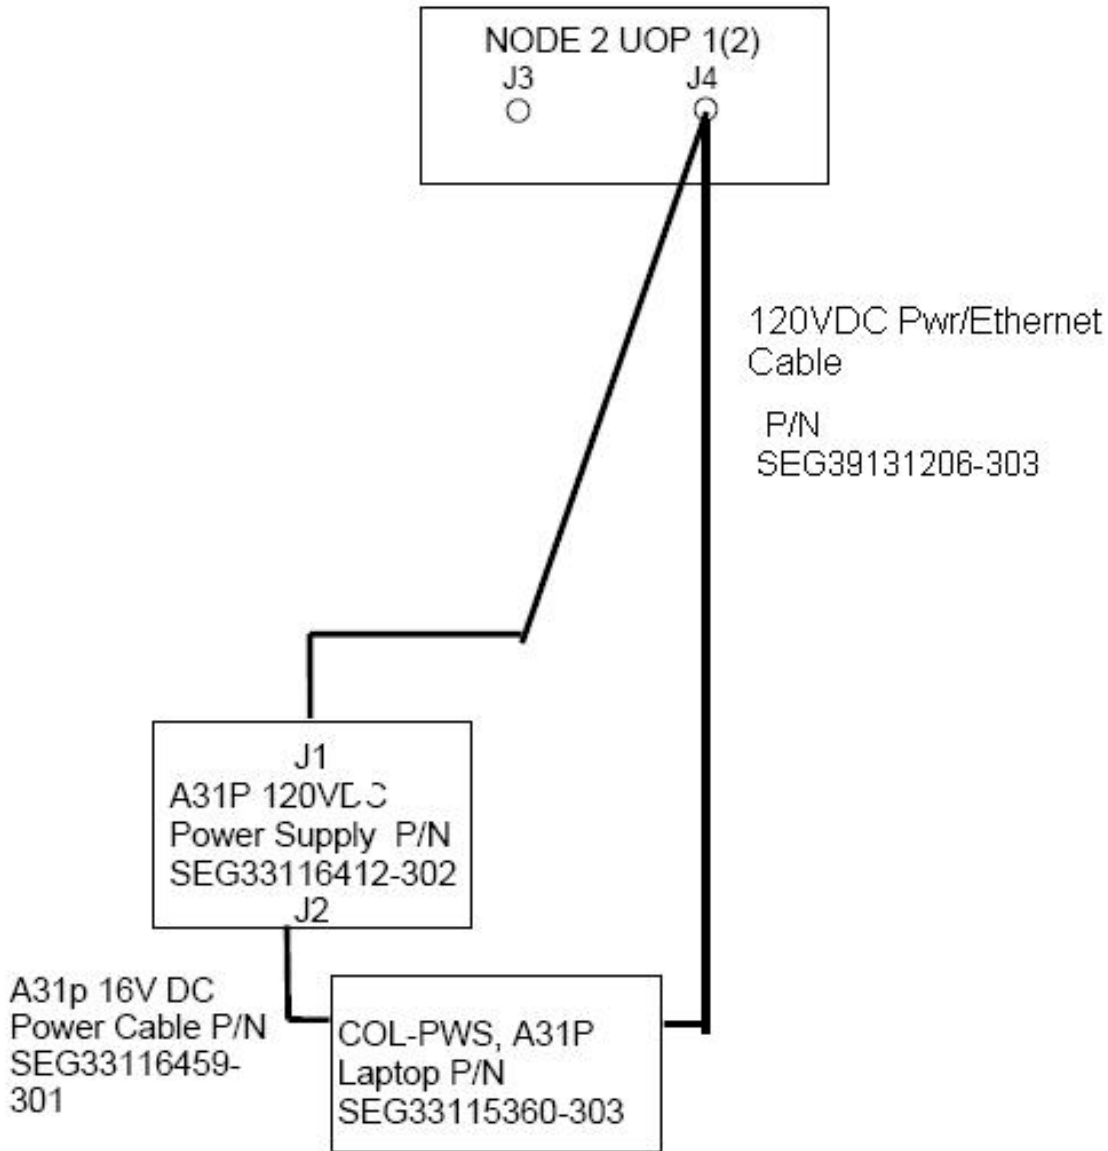 NODE 2 UOP 1(2)
J3
J4
120VDC Pwr/Ethernet
Cable
P/N
SEG39131206-303
J1
A31P 120VDC
Power Supply P/N
SEG33116412-302
J2
A31p 16V DC
Power Cable P/N
SEG33116459-
301
COL-PWS, A31P
Laptop P/N
SEG33115360-303